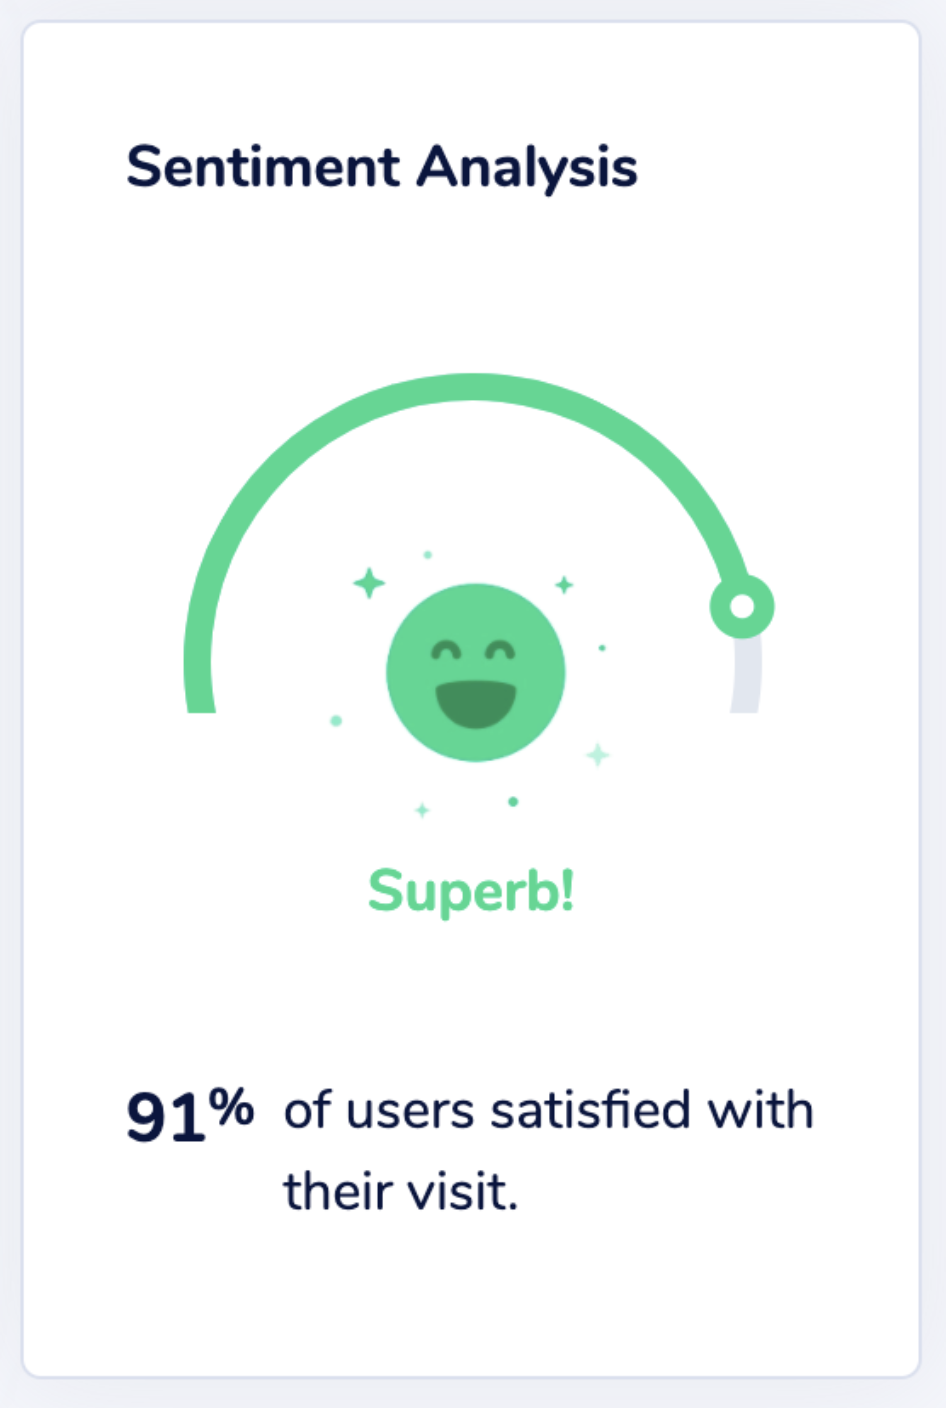 Sentiment Analysis
Superb!
91% of users satisfied with
their visit.